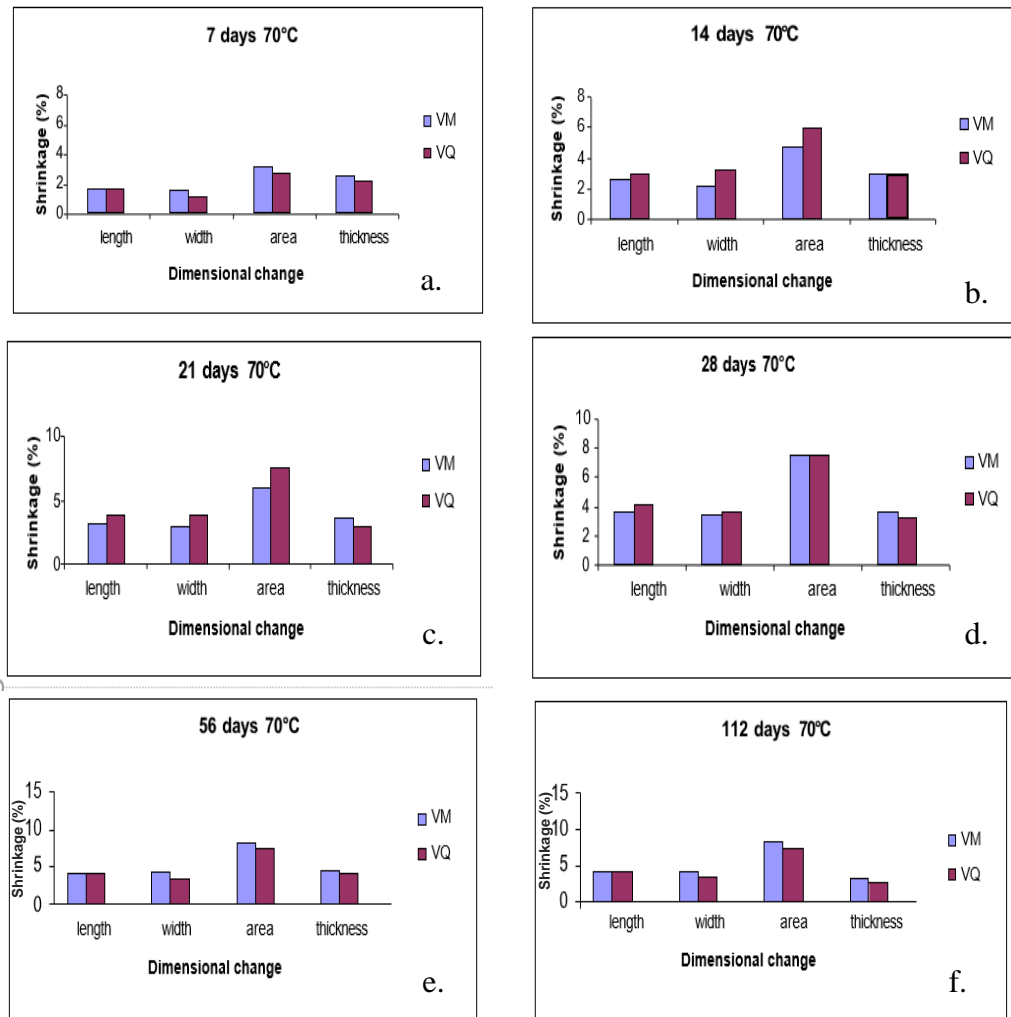 7 days 70°C
Shrinkage (%)
8
6
4
2
0
length width area thickness
Dimensional change
VM
VQ
a.
14 days 70°C
Shrinkage (%)
8
6
4
2
0
length width area thickness
Dimensional change
VM
VQ
b.
21 days 70°C
Shrinkage (%)
10
5
0
length width area thickness
Dimensional change
VM
VQ
c.
28 days 70°C
Shrinkage (%)
10
8
6
4
2
0
length width area thickness
Dimensional change
VM
VQ
d.
56 days 70°C
Shrinkage (%)
15
10
5
0
length width area thickness
Dimensional change
VM
VQ
e.
112 days 70°C
Shrinkage (%)
15
10
5
0
length width area thickness
Dimensional change
VM
VQ
f.